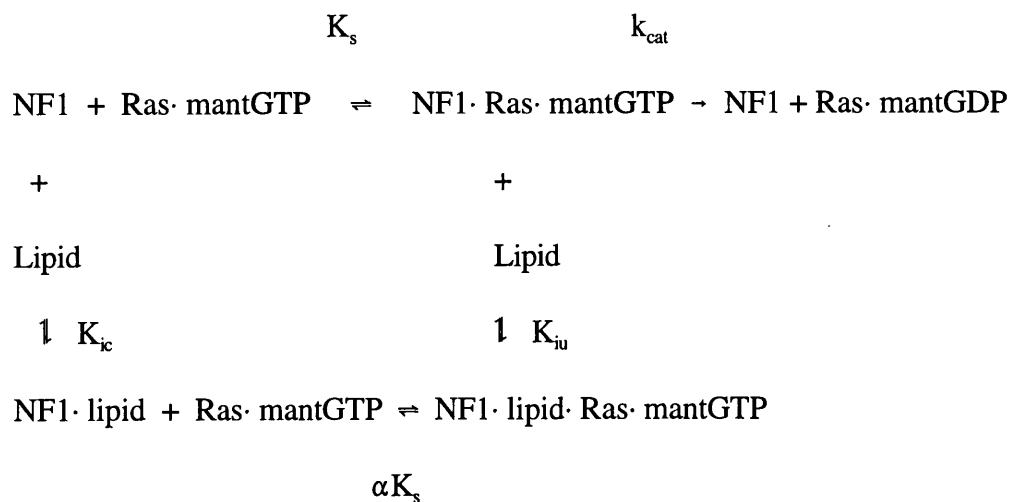 K_s k_cat
NF1 + Ras· mantGTP ⇌ NF1· Ras· mantGTP → NF1 + Ras· mantGDP
+ +
Lipid Lipid
⥮ K_ic ⥮ K_iu
NF1· lipid + Ras· mantGTP ⇌ NF1· lipid· Ras· mantGTP
αK_s